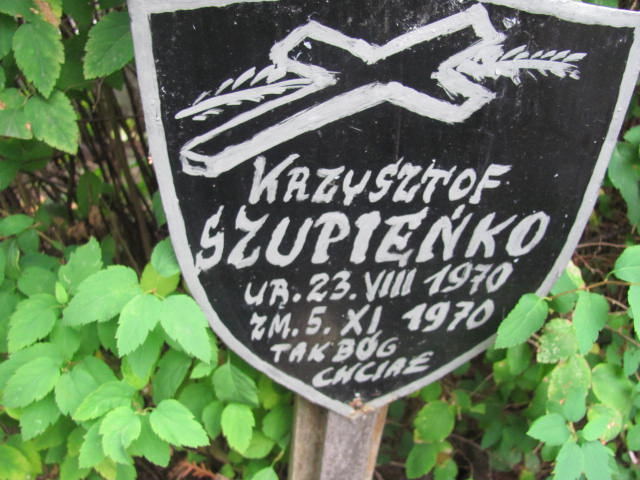 KRZYSZTOF
SZUPIEŃKO
UR. 23. VIII 1970
ZM. 5. XI 1970
TAK BÓG
CHCIAŁ